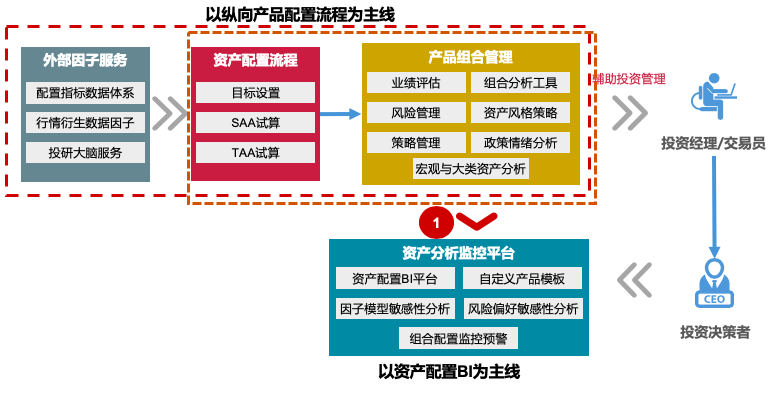 以纵向产品配置流程为主线
外部因子服务
配置指标数据体系
行情衍生数据因子
投研大脑服务
资产配置流程
目标设置
SAA试算
TAA试算
产品组合管理
业绩评估
组合分析工具
风险管理
资产风格策略
策略管理
政策情绪分析
宏观与大类资产分析
辅助投资管理
投资经理/交易员
1
资产分析监控平台
资产配置BI平台
自定义产品模板
因子模型敏感性分析
风险偏好敏感性分析
组合配置监控预警
CEO
投资决策者
以资产配置BI为主线